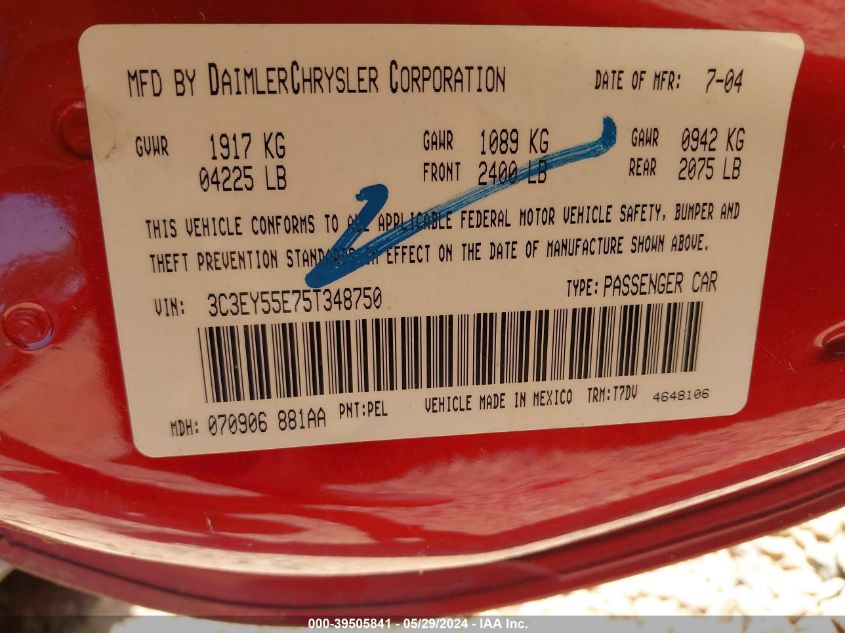 MFD BY DAIMLERCHRYSLER CORPORATION DATE OF MFR: 7-04
GVWR 1917 KG GAWR 1089 KG GAWR 0942 KG
04225 LB FRONT 2400 LB REAR 2075 LB
THIS VEHICLE CONFORMS TO ALL APPLICABLE FEDERAL MOTOR VEHICLE SAFETY, BUMPER AND
THEFT PREVENTION STANDARDS IN EFFECT ON THE DATE OF MANUFACTURE SHOWN ABOVE.
VIN: 3C3EY55E75T348750 TYPE: PASSENGER CAR
MDH: 070906 881AA PNT: PEL VEHICLE MADE IN MEXICO TRM: T7DV 4648106
000-39505841 - 05/29/2024 - IAA Inc.